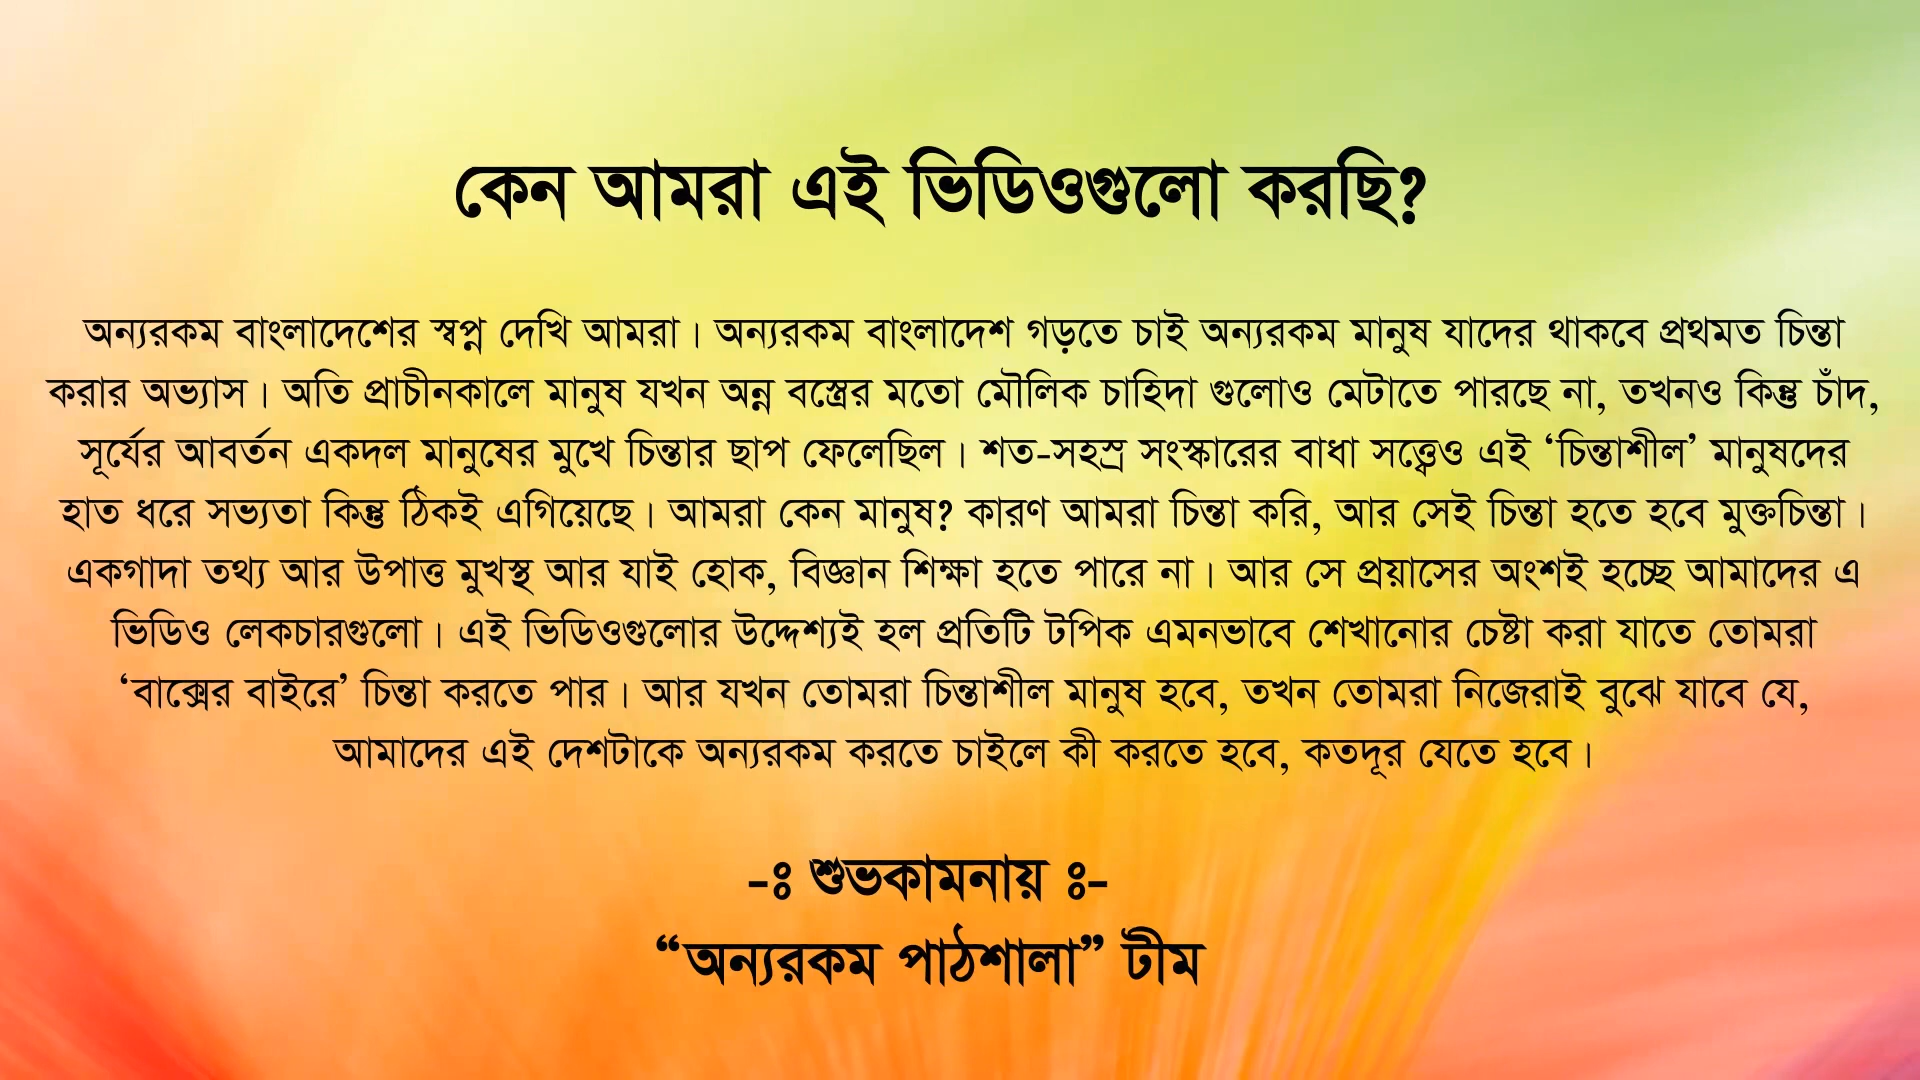 কেন আমরা এই ভিডিওগুলো করছি?
অন্যরকম বাংলাদেশের স্বপ্ন দেখি আমরা। অন্যরকম বাংলাদেশ গড়তে চাই অন্যরকম মানুষ যাদের থাকবে প্রথমত চিন্তা
করার অভ্যাস। অতি প্রাচীনকালে মানুষ যখন অন্ন বস্ত্রের মতো মৌলিক চাহিদা গুলোও মেটাতে পারছে না, তখনও কিন্তু চাঁদ,
সূর্যের আবর্তন একদল মানুষের মুখে চিন্তার ছাপ ফেলেছিল। শত-সহস্র সংস্কারের বাধা সত্ত্বেও এই ‘চিন্তাশীল’ মানুষদের
হাত ধরে সভ্যতা কিন্তু ঠিকই এগিয়েছে। আমরা কেন মানুষ? কারণ আমরা চিন্তা করি, আর সেই চিন্তা হতে হবে মুক্তচিন্তা।
একগাদা তথ্য আর উপাত্ত মুখস্থ আর যাই হোক, বিজ্ঞান শিক্ষা হতে পারে না। আর সে প্রয়াসের অংশই হচ্ছে আমাদের এ
ভিডিও লেকচারগুলো। এই ভিডিওগুলোর উদ্দেশ্যই হল প্রতিটি টপিক এমনভাবে শেখানোর চেষ্টা করা যাতে তোমরা
‘বাক্সের বাইরে’ চিন্তা করতে পার। আর যখন তোমরা চিন্তাশীল মানুষ হবে, তখন তোমরা নিজেরাই বুঝে যাবে যে,
আমাদের এই দেশটাকে অন্যরকম করতে চাইলে কী করতে হবে, কতদূর যেতে হবে।
-ঃ শুভকামনায় ঃ-
“অন্যরকম পাঠশালা” টীম